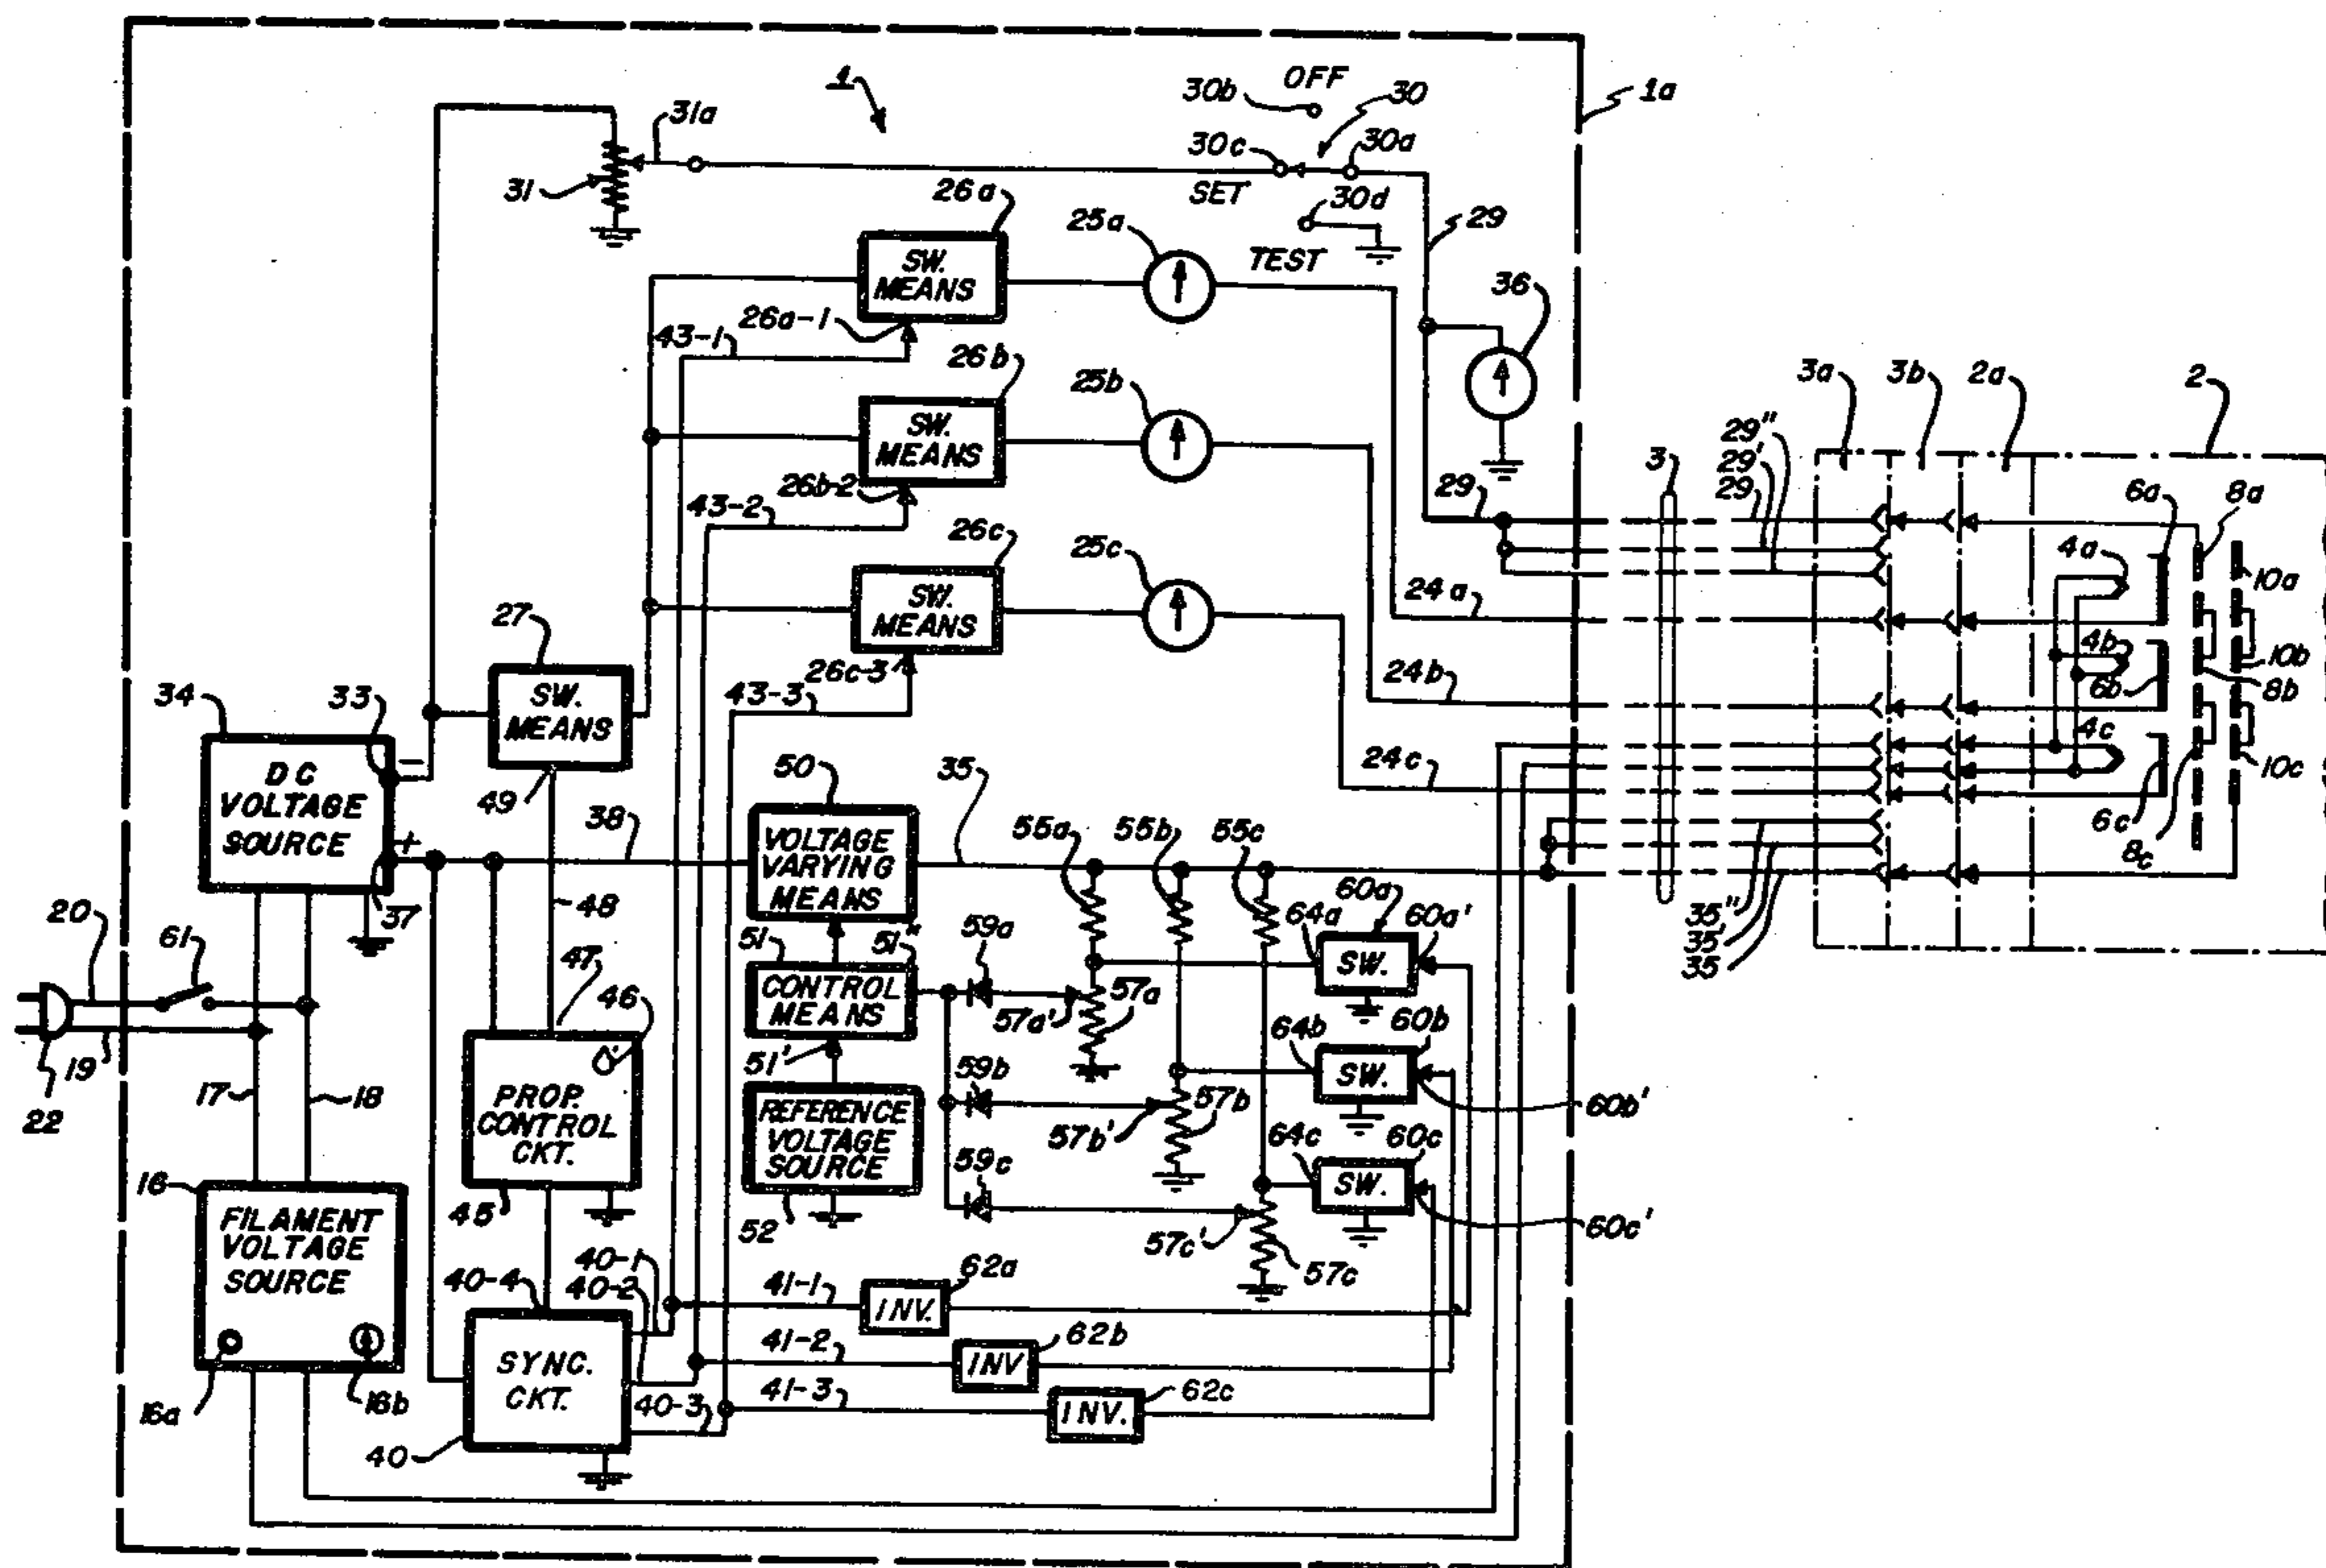 OFF
1
30b
30
1a
31a
30c
30a
31
26a
SET
30d
29
25a
SW.
MEANS
TEST
36
26a-1
43-1
26b
25b
3a
3b
2a
2
SW.
MEANS
29"
29'
29
3
26b-2
29
6a
8a
43-2
26c
25c
4a
10a
SW.
MEANS
24a
27
4b
10b
26c-3
6b
8b
34
33
SW.
MEANS
43-3
24b
4c
10c
−
DC
VOLTAGE
SOURCE
50
35
24c
49
38
6c
8c
+
VOLTAGE
VARYING
MEANS
55a
55b
55c
60a
20
61
37
48
64a
60a'
35"
35'
35
51
51"
59a
47
46
SW.
CONTROL
MEANS
57a'
57a
60b
64b
19
51'
59b
SW.
22
17
18
PROP.
CONTROL
CKT.
REFERENCE
VOLTAGE
SOURCE
57b'
57b
60b'
64c
60c
59c
16
SW.
45
52
60c'
FILAMENT
VOLTAGE
SOURCE
57c'
57c
40-1
62a
40-4
40-2
41-1
INV.
41-2
62b
SYNC.
CKT.
INV
16a
16b
40-3
41-3
62c
INV.
40